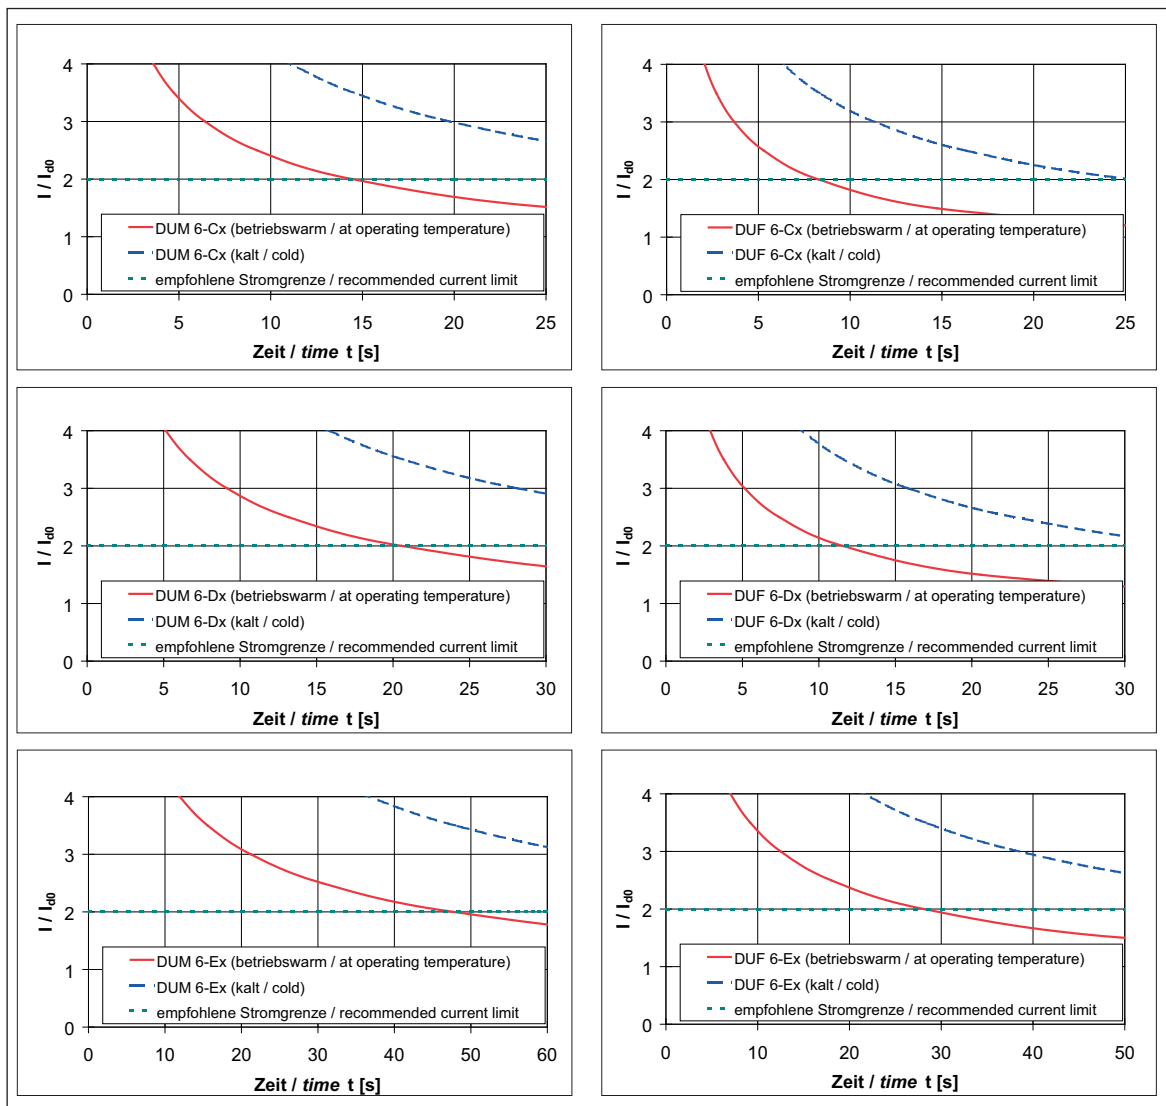 4
3
2
1
0
I / I_d0
DUM 6-Cx (betriebswarm / at operating temperature)
DUM 6-Cx (kalt / cold)
empfohlene Stromgrenze / recommended current limit
0 5 10 15 20 25
Zeit / time t [s]
4
3
2
1
0
I / I_d0
DUF 6-Cx (betriebswarm / at operating temperature)
DUF 6-Cx (kalt / cold)
empfohlene Stromgrenze / recommended current limit
0 5 10 15 20 25
Zeit / time t [s]
4
3
2
1
0
I / I_d0
DUM 6-Dx (betriebswarm / at operating temperature)
DUM 6-Dx (kalt / cold)
empfohlene Stromgrenze / recommended current limit
0 5 10 15 20 25 30
Zeit / time t [s]
4
3
2
1
0
I / I_d0
DUF 6-Dx (betriebswarm / at operating temperature)
DUF 6-Dx (kalt / cold)
empfohlene Stromgrenze / recommended current limit
0 5 10 15 20 25 30
Zeit / time t [s]
4
3
2
1
0
I / I_d0
DUM 6-Ex (betriebswarm / at operating temperature)
DUM 6-Ex (kalt / cold)
empfohlene Stromgrenze / recommended current limit
0 10 20 30 40 50 60
Zeit / time t [s]
4
3
2
1
0
I / I_d0
DUF 6-Ex (betriebswarm / at operating temperature)
DUF 6-Ex (kalt / cold)
empfohlene Stromgrenze / recommended current limit
0 10 20 30 40 50
Zeit / time t [s]